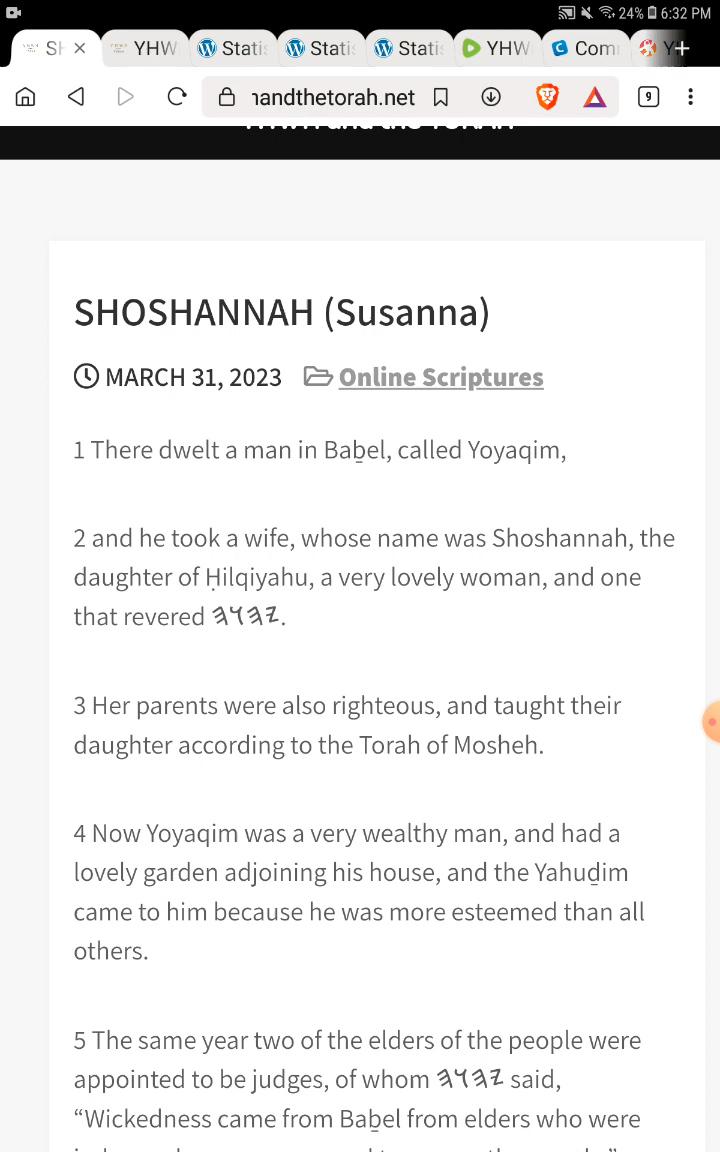 24% 6:32 PM
SH YHW Statis Statis Statis YHW Com Y
handthetorah.net 9
SHOSHANNAH (Susanna)
MARCH 31, 2023 Online Scriptures
1 There dwelt a man in Baḇel, called Yoyaqim,
2 and he took a wife, whose name was Shoshannah, the
daughter of Ḥilqiyahu, a very lovely woman, and one
that revered 𐤉𐤄𐤅𐤄.
3 Her parents were also righteous, and taught their
daughter according to the Torah of Mosheh.
4 Now Yoyaqim was a very wealthy man, and had a
lovely garden adjoining his house, and the Yahuḏim
came to him because he was more esteemed than all
others.
5 The same year two of the elders of the people were
appointed to be judges, of whom 𐤉𐤄𐤅𐤄 said,
“Wickedness came from Baḇel from elders who were